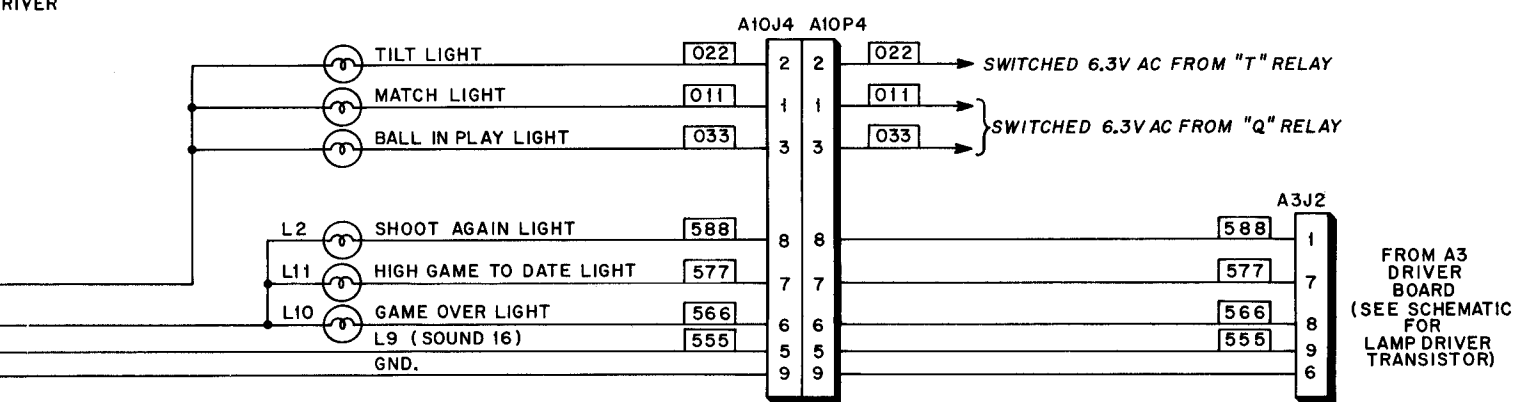 RIVER
A10J4 A10P4
TILT LIGHT 022 2 2 022 SWITCHED 6.3V AC FROM "T" RELAY
MATCH LIGHT 011 1 1 011
SWITCHED 6.3V AC FROM "Q" RELAY
BALL IN PLAY LIGHT 033 3 3 033
A3J2
L2 SHOOT AGAIN LIGHT 588 8 8 588 1
L11 HIGH GAME TO DATE LIGHT 577 7 7 577 7
L10 GAME OVER LIGHT 566 6 6 566 8
L9 (SOUND 16) 555 5 5 555 9
GND. 9 9 6
FROM A3
DRIVER
BOARD
(SEE SCHEMATIC
FOR
LAMP DRIVER
TRANSISTOR)